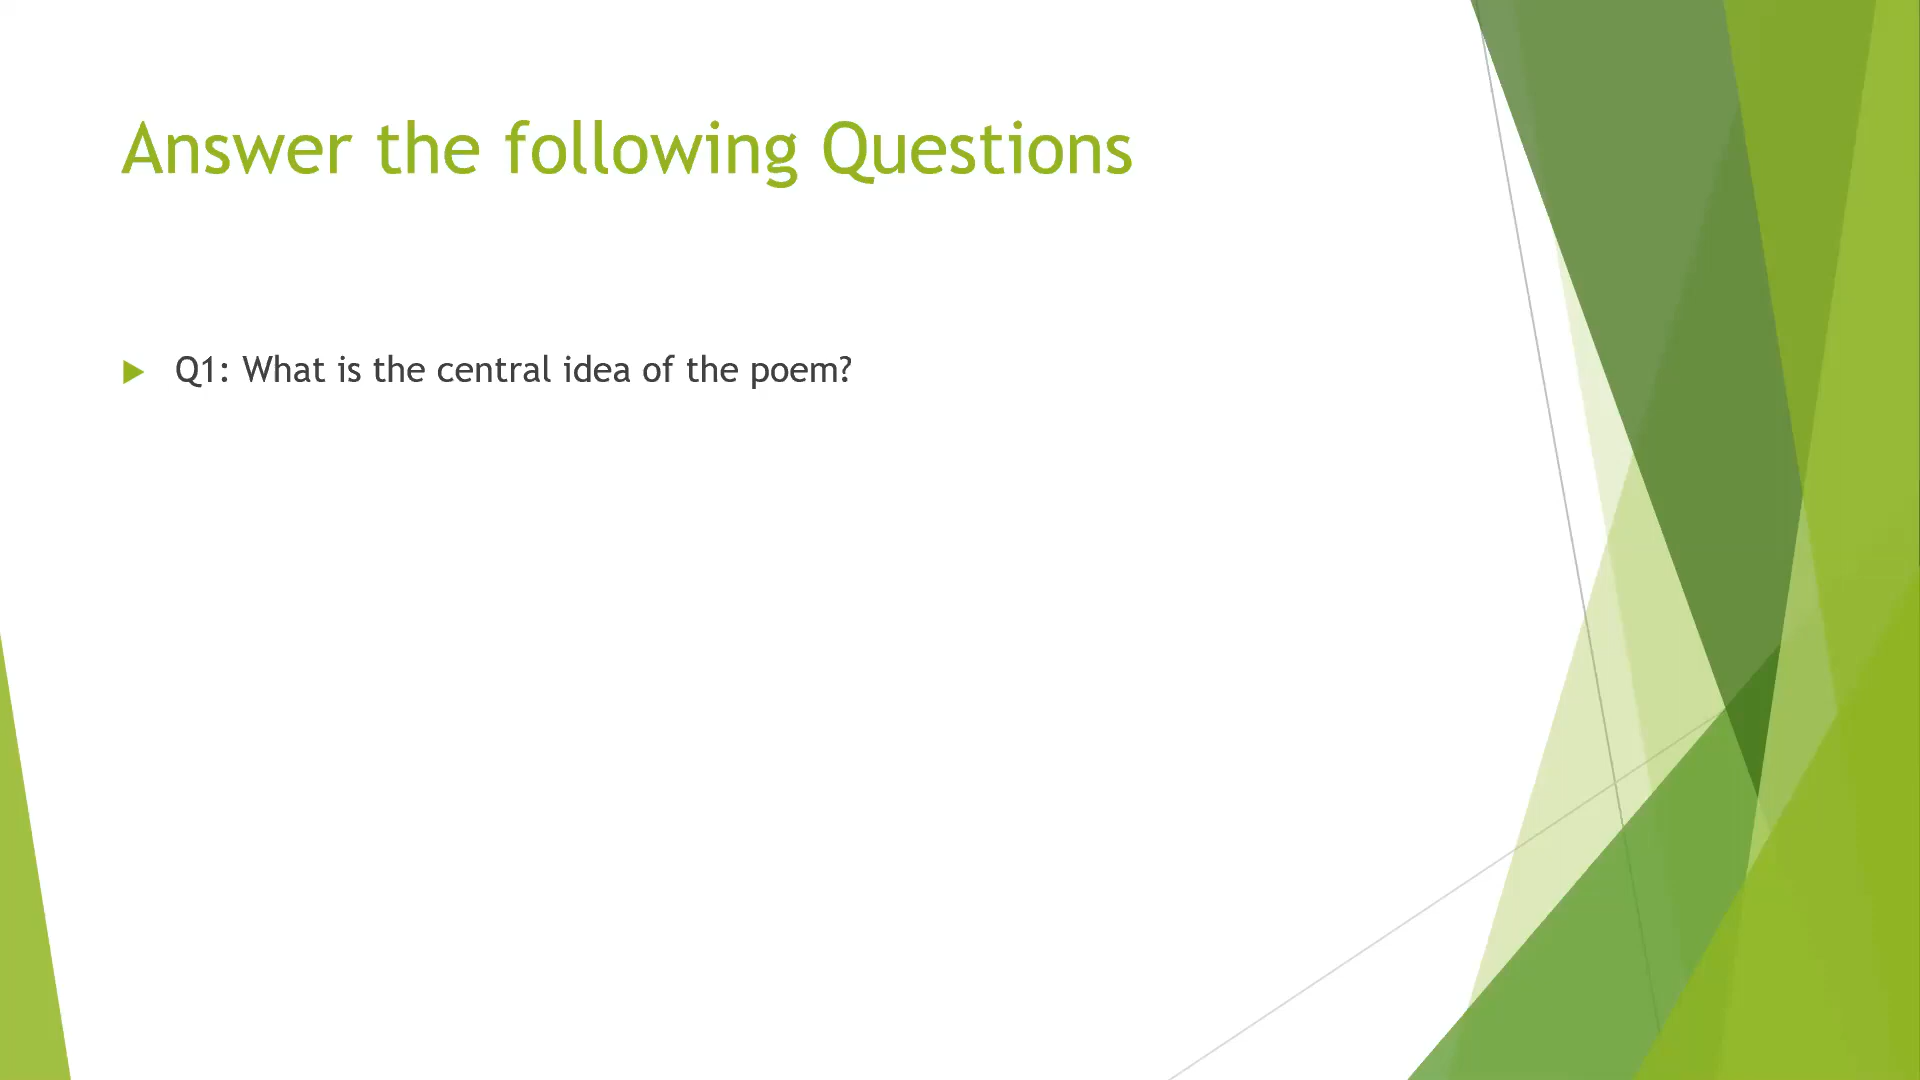 Answer the following Questions
Q1: What is the central idea of the poem?